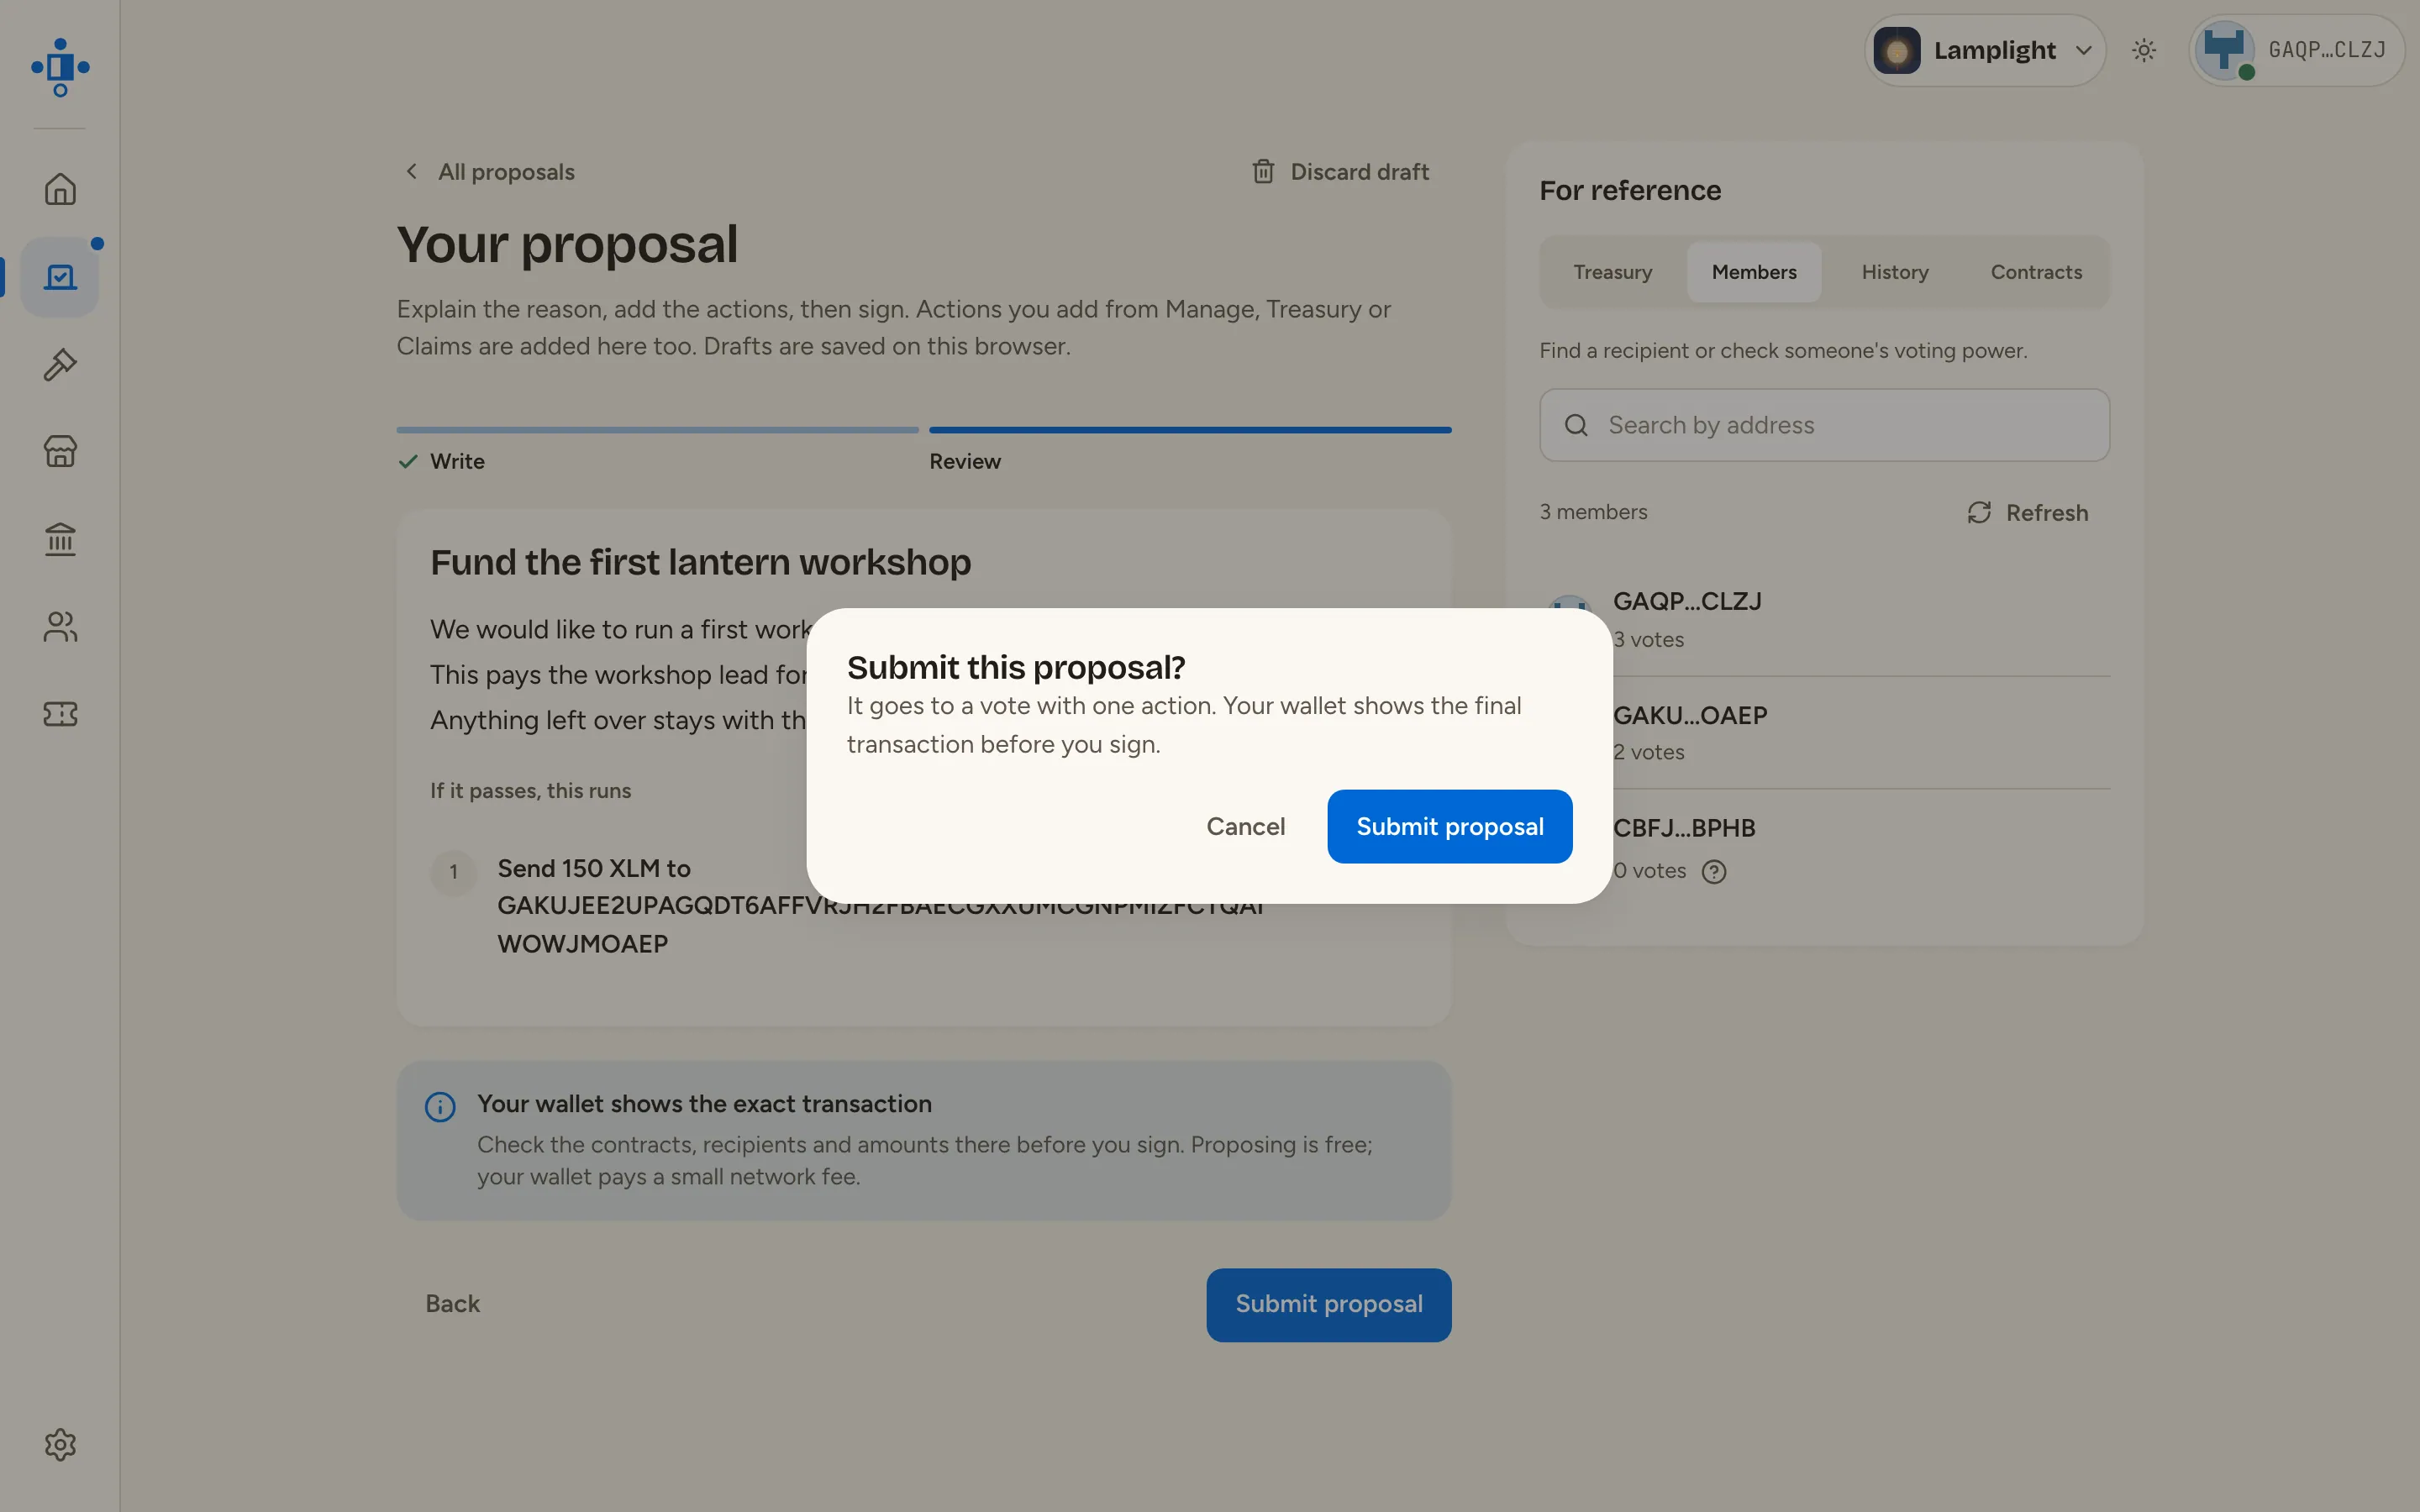 Lamplight
GAQP…CLZJ
All proposals
Discard draft
Your proposal
Explain the reason, add the actions, then sign. Actions you add from Manage, Treasury or
Claims are added here too. Drafts are saved on this browser.
Write
Review
Fund the first lantern workshop
We would like to run a first work
This pays the workshop lead for
Anything left over stays with th
If it passes, this runs
1
Send 150 XLM to
GAKUJEE2UPAGQDT6AFFVRJH2FBAECGXXUMCGNPMIZFCTQAI
WOWJMOAEP
Submit this proposal?
It goes to a vote with one action. Your wallet shows the final
transaction before you sign.
Cancel
Submit proposal
Your wallet shows the exact transaction
Check the contracts, recipients and amounts there before you sign. Proposing is free;
your wallet pays a small network fee.
Back
Submit proposal
For reference
Treasury
Members
History
Contracts
Find a recipient or check someone's voting power.
Search by address
3 members
Refresh
GAQP...CLZJ
3 votes
GAKU...OAEP
2 votes
CBFJ...BPHB
0 votes